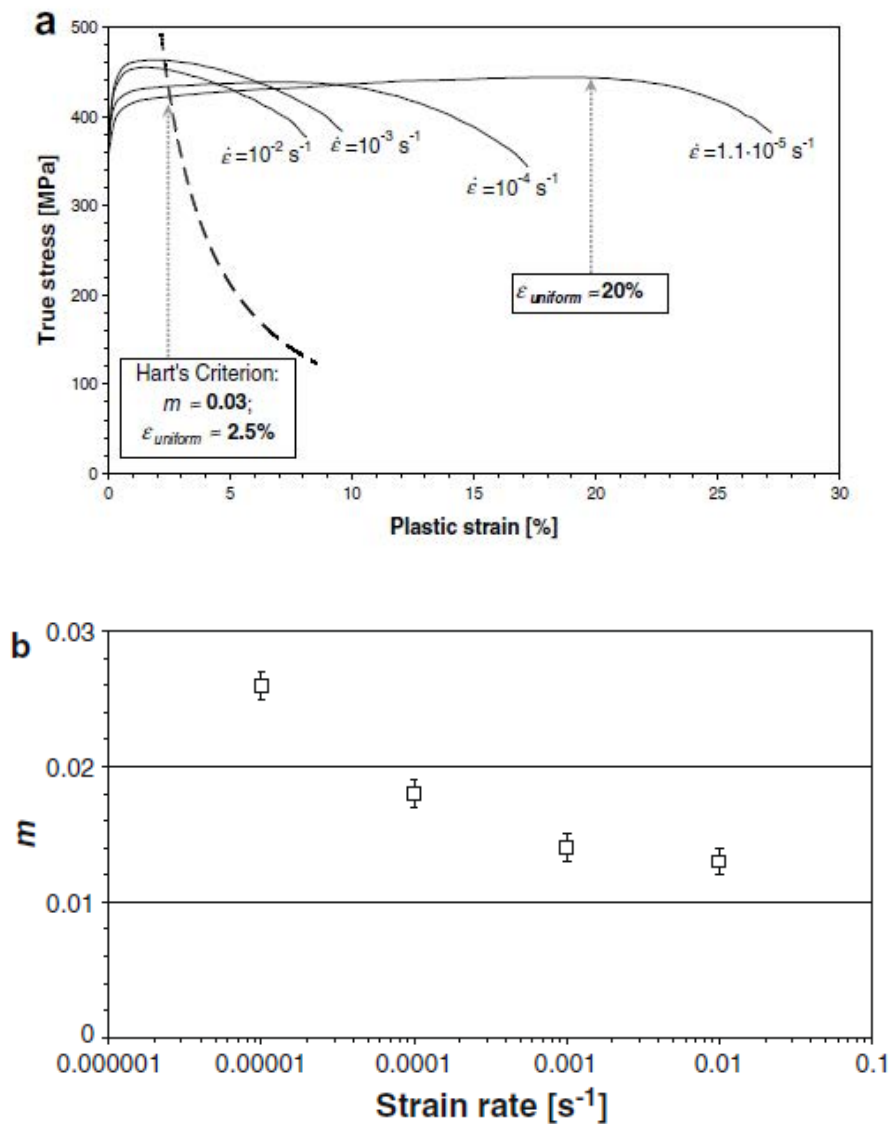 a
500
400
300
200
100
0
True stress [MPa]
ε̇ =10⁻² s⁻¹
ε̇ =10⁻³ s⁻¹
ε̇ =10⁻⁴ s⁻¹
ε̇ =1.1·10⁻⁵ s⁻¹
ε uniform =20%
Hart's Criterion:
m = 0.03;
ε uniform = 2.5%
0 5 10 15 20 25 30
Plastic strain [%]
b
0.03
0.02
0.01
0
m
0.000001 0.00001 0.0001 0.001 0.01 0.1
Strain rate [s⁻¹]